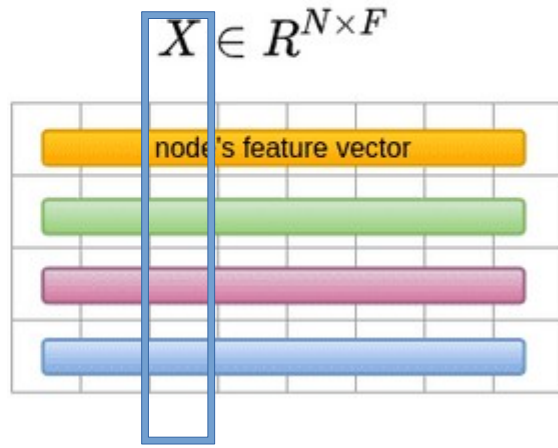 X ∈ R^{N×F}
node's feature vector